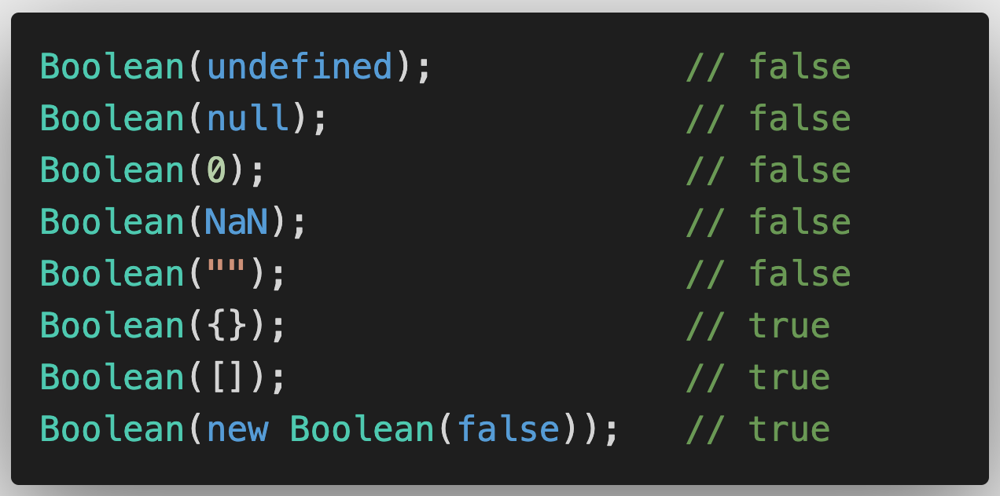 Boolean(undefined);            // false
Boolean(null);                 // false
Boolean(0);                    // false
Boolean(NaN);                  // false
Boolean("");                   // false
Boolean({});                   // true
Boolean([]);                   // true
Boolean(new Boolean(false));   // true